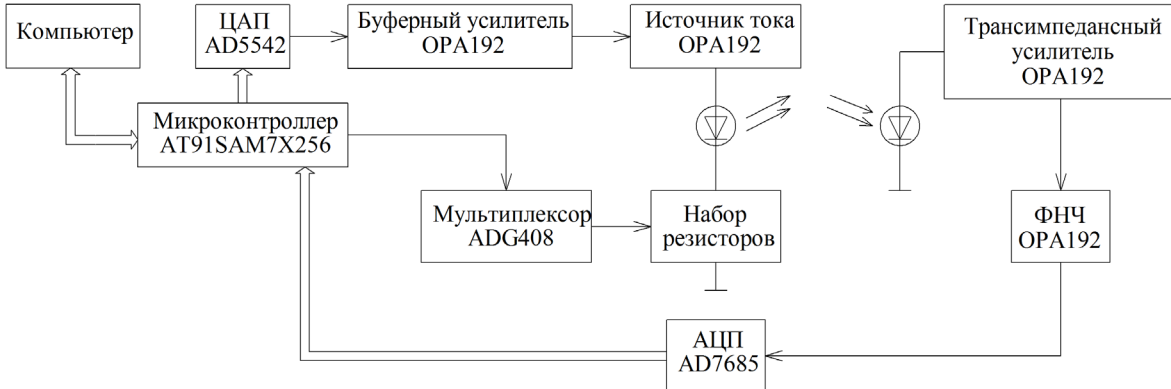 Компьютер
ЦАП
AD5542
Буферный усилитель
OPA192
Источник тока
OPA192
Трансимпедансный
усилитель
OPA192
Микроконтроллер
AT91SAM7X256
Мультиплексор
ADG408
Набор
резисторов
ФНЧ
OPA192
АЦП
AD7685